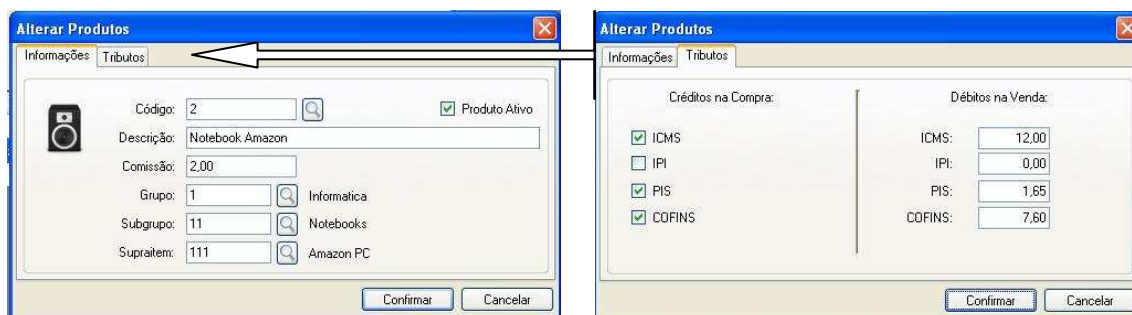 Alterar Produtos
Informações Tributos
Código: 2 Produto Ativo
Descrição: Notebook Amazon
Comissão: 2,00
Grupo: 1 Informatica
Subgrupo: 11 Notebooks
Supraitem: 111 Amazon PC
Confirmar Cancelar
Alterar Produtos
Informações Tributos
Créditos na Compra: Débitos na Venda:
ICMS ICMS: 12,00
IPI IPI: 0,00
PIS PIS: 1,65
COFINS COFINS: 7,60
Confirmar Cancelar